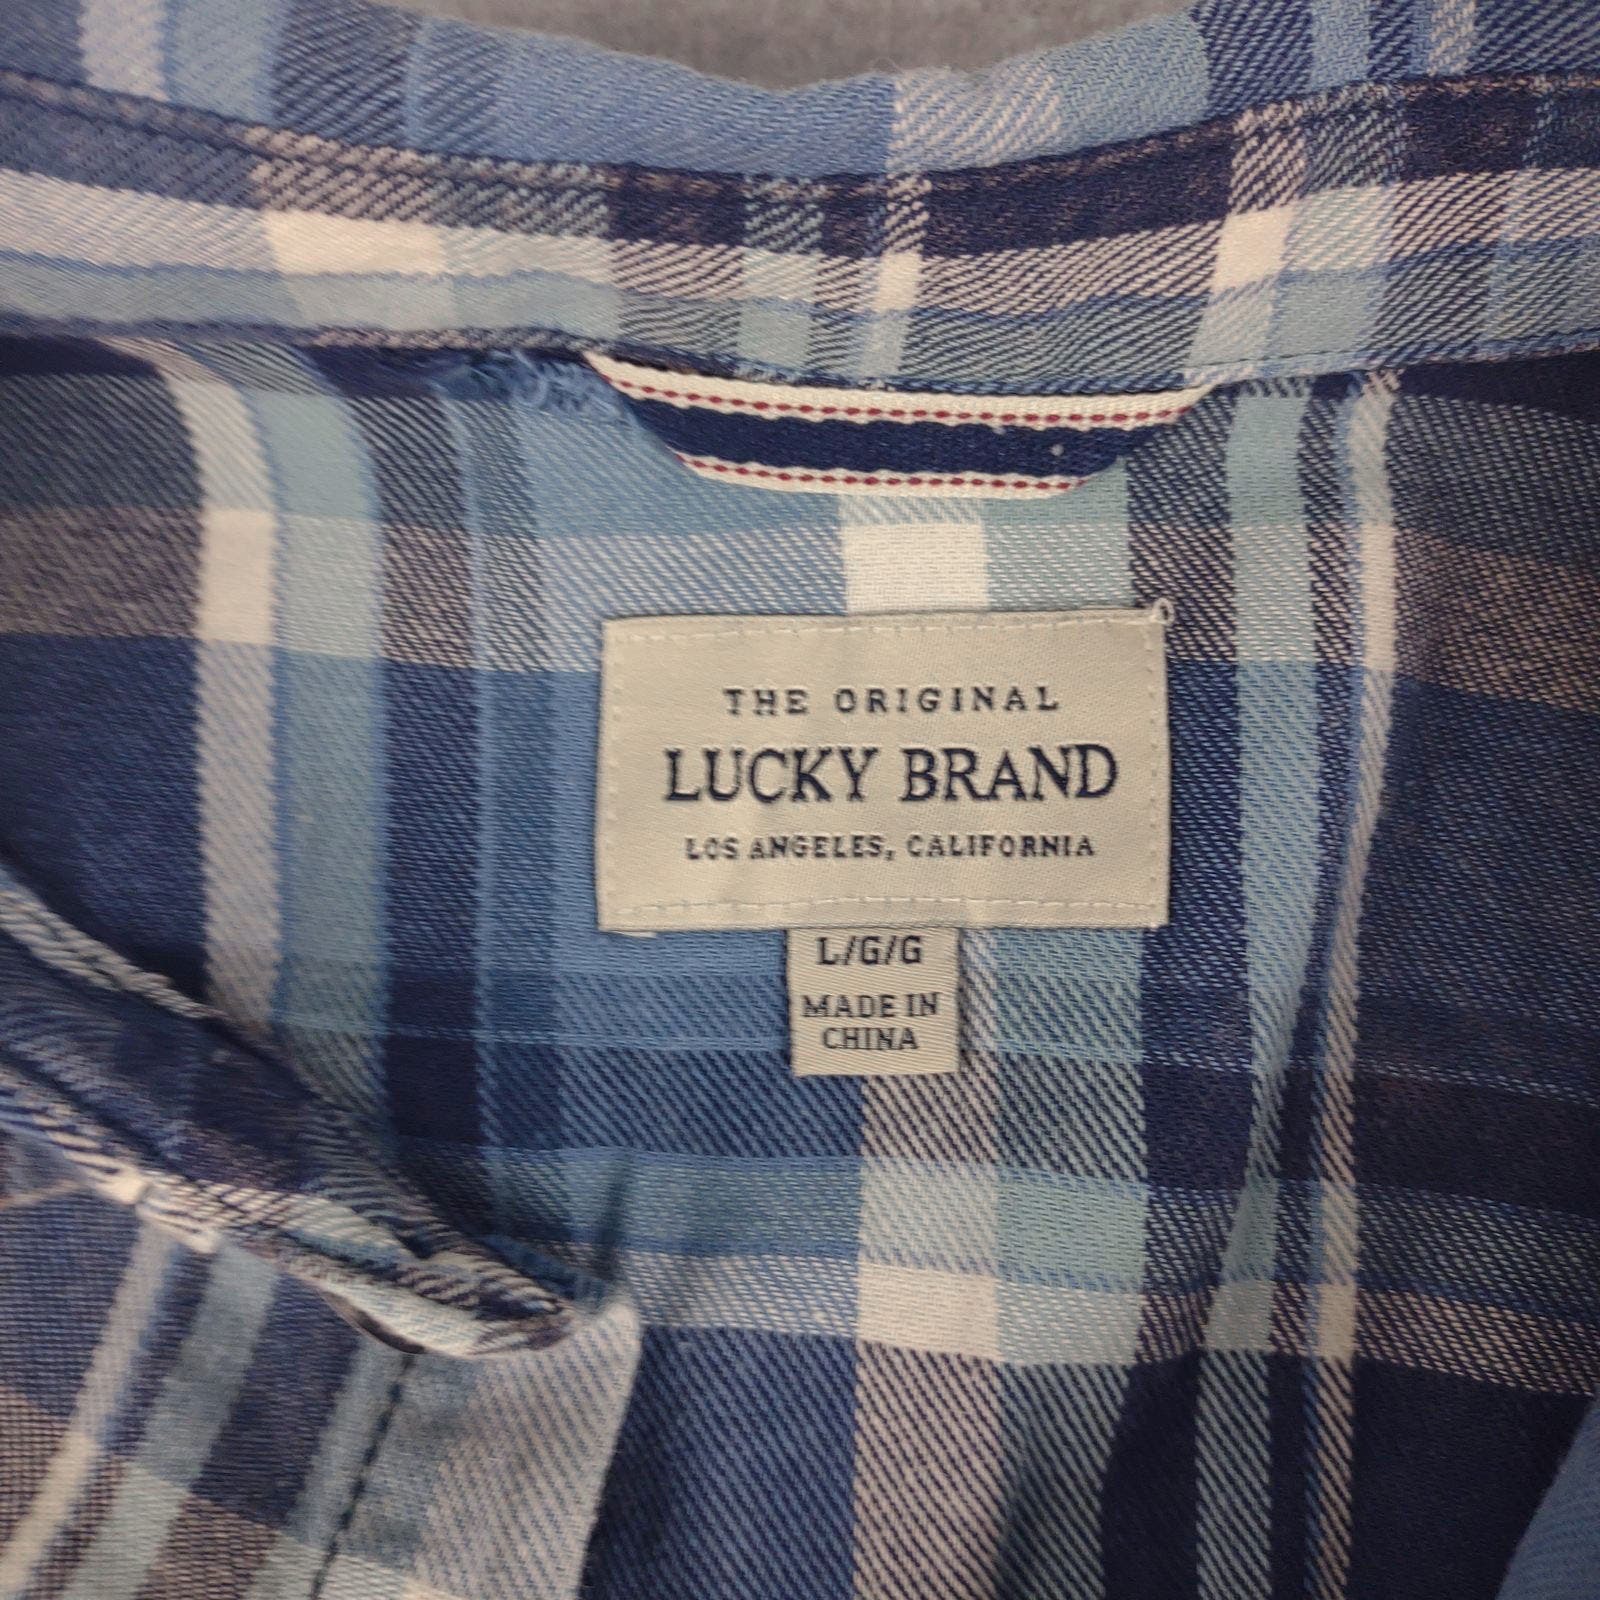 THE ORIGINAL
LUCKY BRAND
LOS ANGELES, CALIFORNIA
L/G/G
MADE IN
CHINA